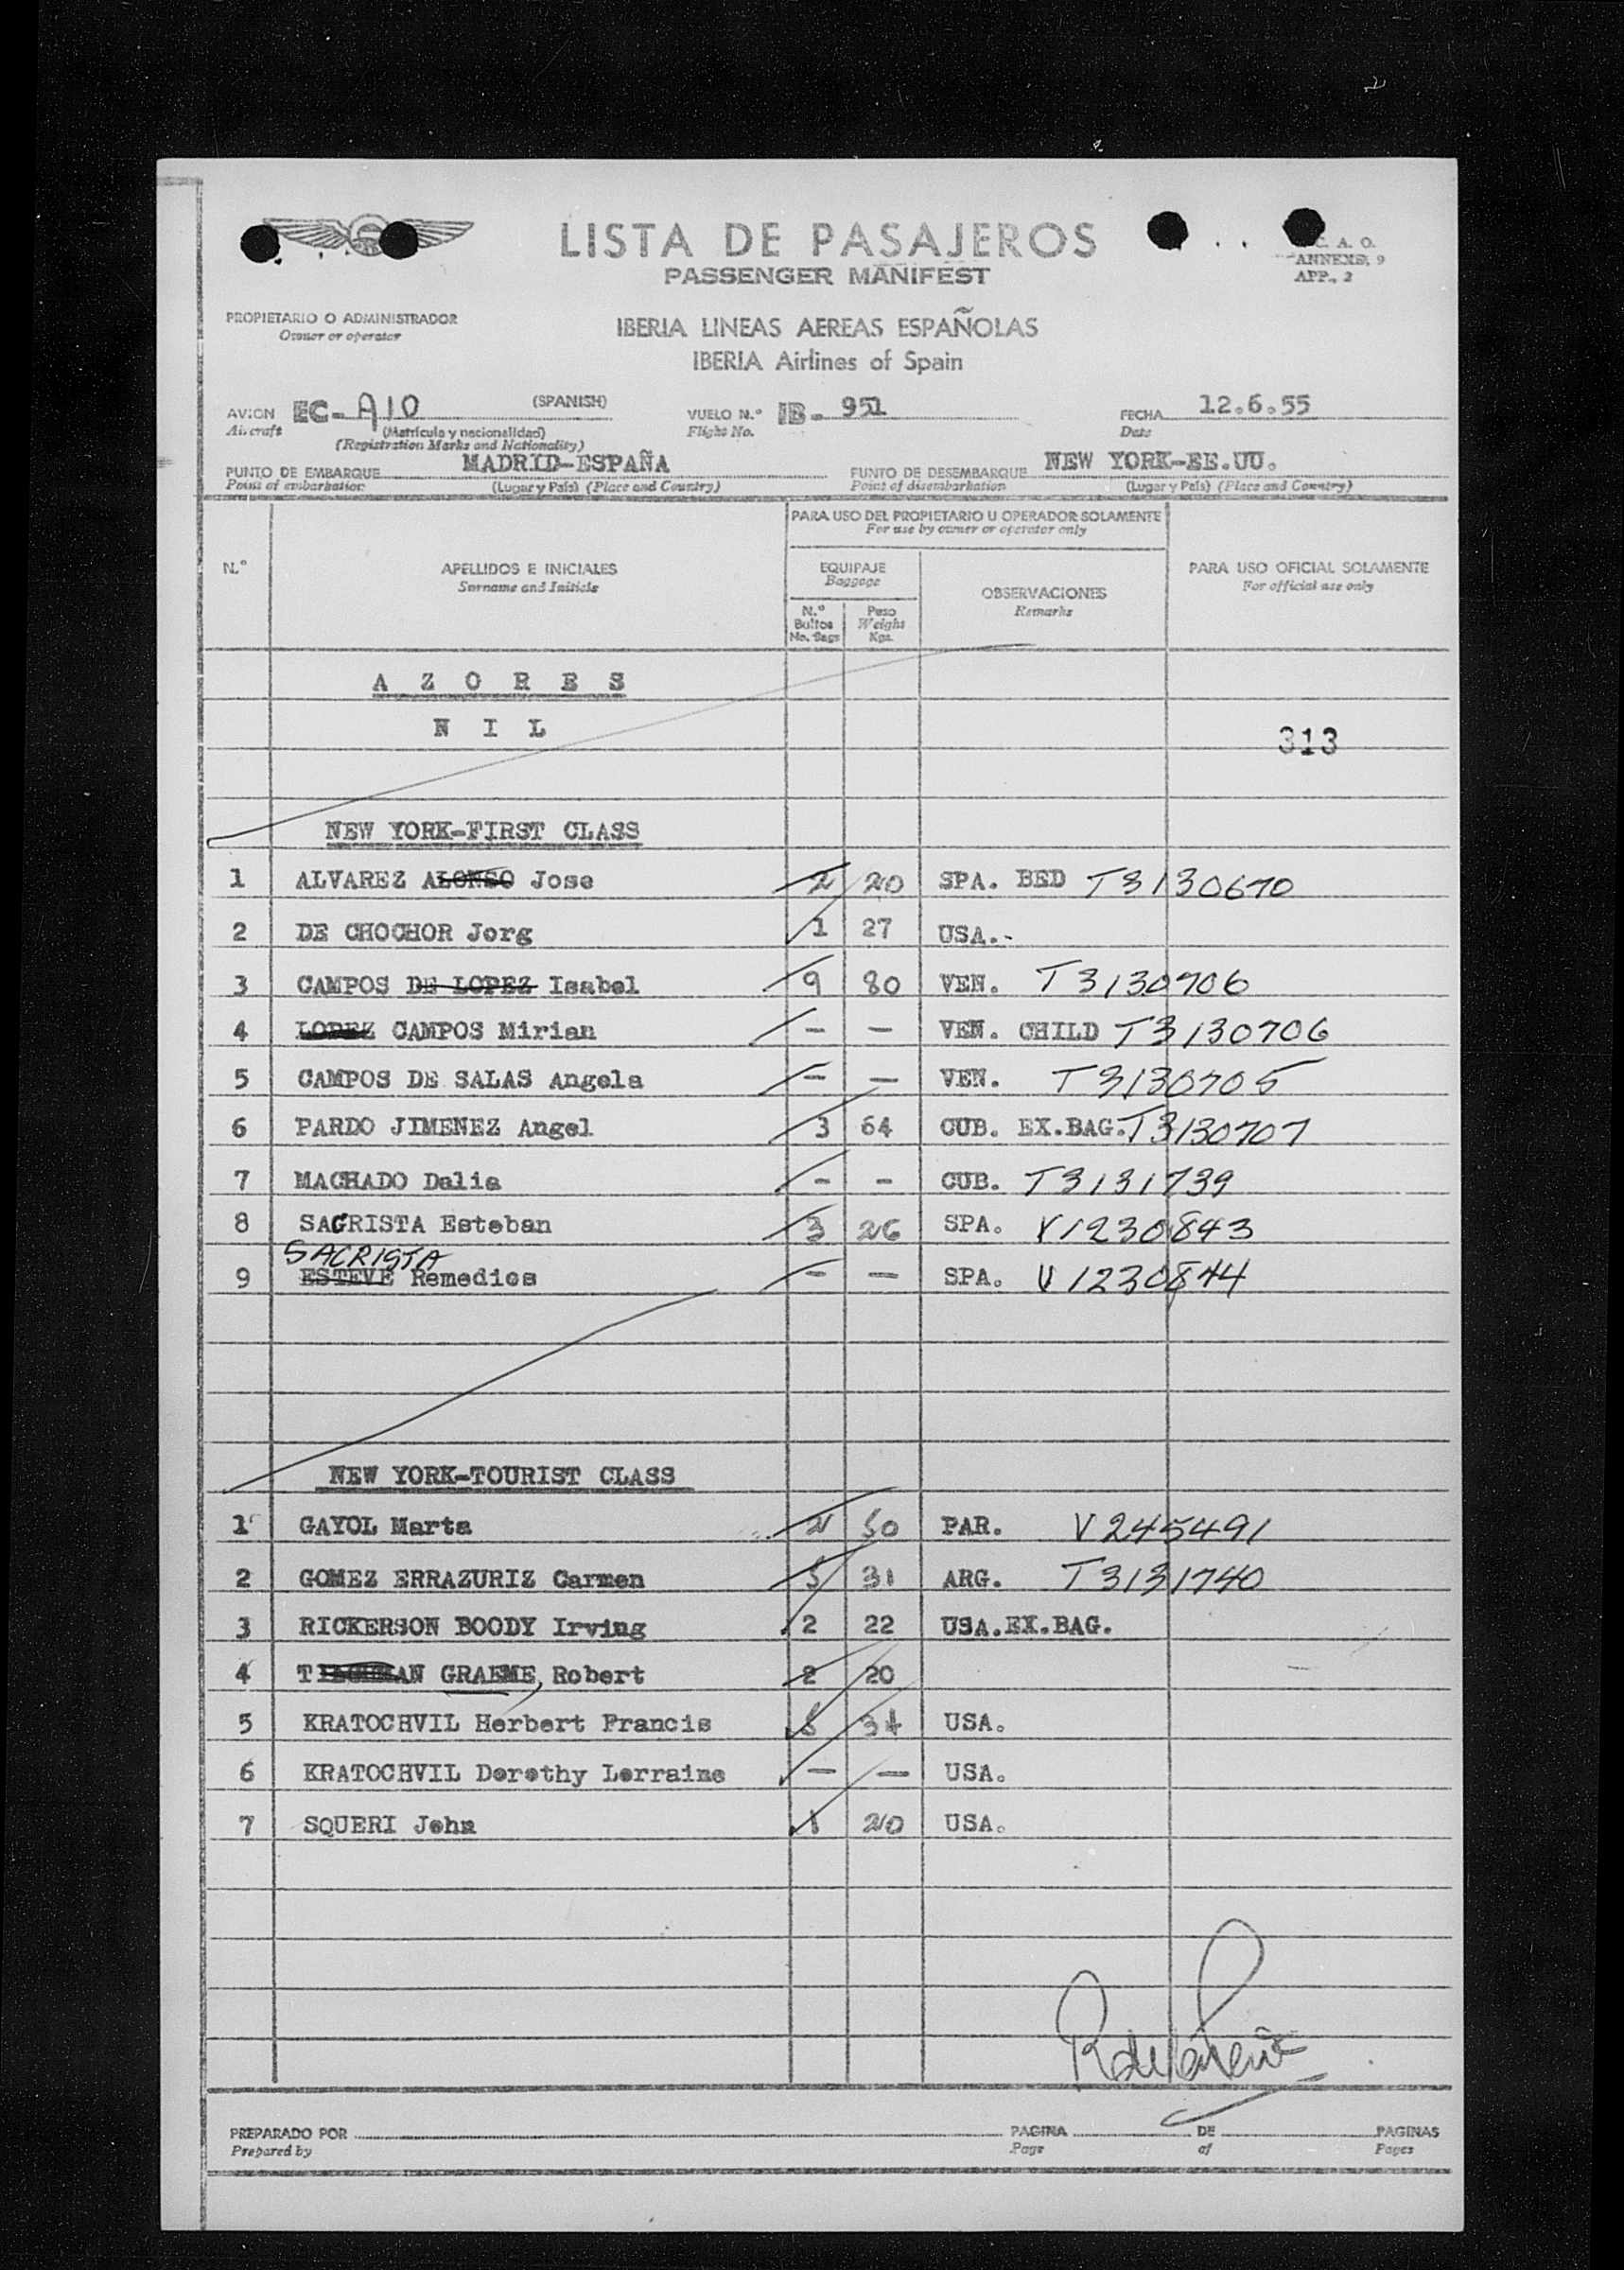 LISTA DE PASAJEROS
PASSENGER MANIFEST
C. A. O.
ANNEXE, 9
APP., 2
PROPIETARIO O ADMINISTRADOR
Owner or operator
IBERIA LINEAS AEREAS ESPAÑOLAS
IBERIA Airlines of Spain
AVION EC-AIO (SPANISH) VUELO N.º IB-951 FECHA 12.6.55
Aircraft (Matrícula y nacionalidad) Flight No. Date
(Registration Marks and Nationality)
PUNTO DE EMBARQUE MADRID-ESPAÑA PUNTO DE DESEMBARQUE NEW YORK-EE.UU.
Point of embarkation (Lugar y País) (Place and Country) Point of disembarkation (Lugar y País) (Place and Country)
PARA USO DEL PROPIETARIO U OPERADOR SOLAMENTE
For use by owner or operator only
N.º APELLIDOS E INICIALES EQUIPAJE PARA USO OFICIAL SOLAMENTE
Surname and Initials Baggage For official use only
OBSERVACIONES
Remarks
N.º Bultos No. Bags Peso Weight Kgs.
A Z O R E S
N I L
313
NEW YORK-FIRST CLASS
1 ALVAREZ ALONSO Jose 2 20 SPA. BED T3130670
2 DE CHOCHOR Jorg 1 27 USA.-
3 CAMPOS DE LOPEZ Isabel 9 80 VEN. T3130706
4 LOPEZ CAMPOS Mirian - - VEN. CHILD T3130706
5 CAMPOS DE SALAS Angela - - VEN. T3130705
6 PARDO JIMENEZ Angel 3 64 CUB. EX.BAG. T3130707
7 MACHADO Dalia - - CUB. T3131739
8 SACRISTA Esteban 3 26 SPA. V1230843
SACRISTA
9 ESTEVE Remedios - - SPA. V1230844
NEW YORK-TOURIST CLASS
1 GAYOL Marta 2 50 PAR. V245491
2 GOMEZ ERRAZURIZ Carmen 5 31 ARG. T3131740
3 RICKERSON BOODY Irving 2 22 USA.EX.BAG.
4 GRAEME, Robert 2 20
5 KRATOCHVIL Herbert Francis 5 34 USA.
6 KRATOCHVIL Dorothy Lorraine - - USA.
7 SQUERI John 1 20 USA.
PREPARADO POR PAGINA DE PAGINAS
Prepared by Page of Pages